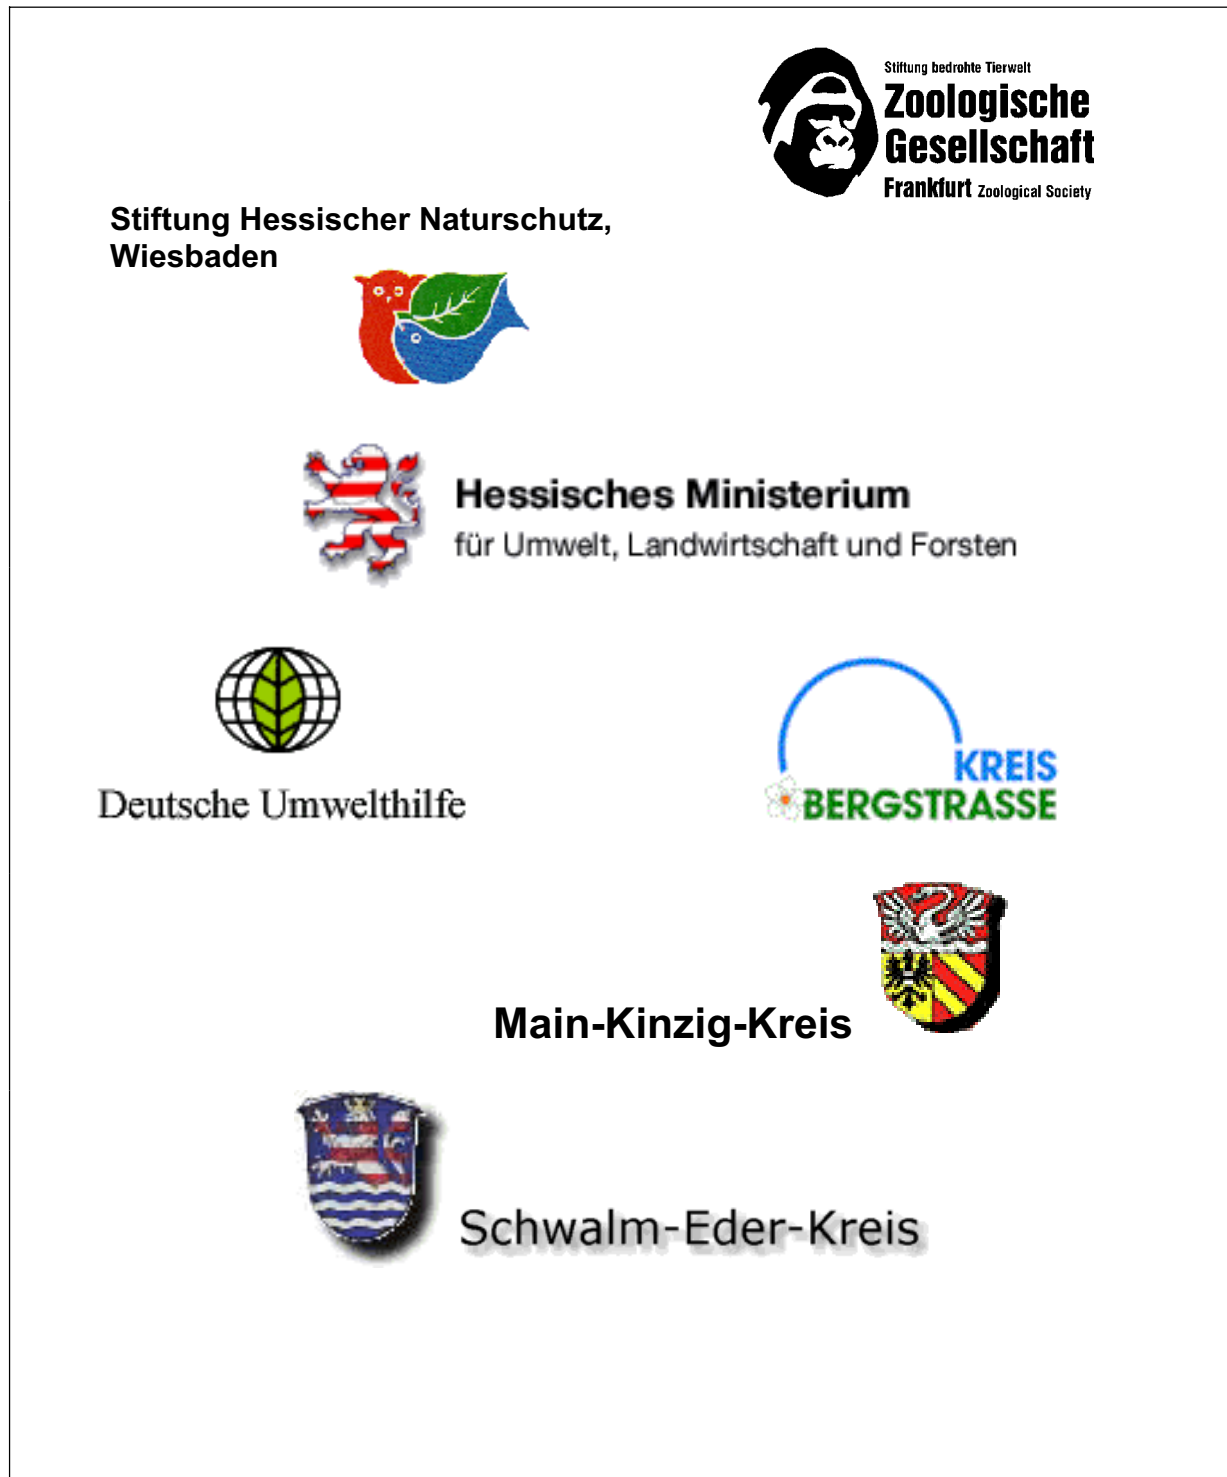 Stiftung bedrohte Tierwelt
Zoologische
Gesellschaft
Frankfurt Zoological Society
Stiftung Hessischer Naturschutz,
Wiesbaden
Hessisches Ministerium
für Umwelt, Landwirtschaft und Forsten
Deutsche Umwelthilfe
KREIS
BERGSTRASSE
Main-Kinzig-Kreis
Schwalm-Eder-Kreis